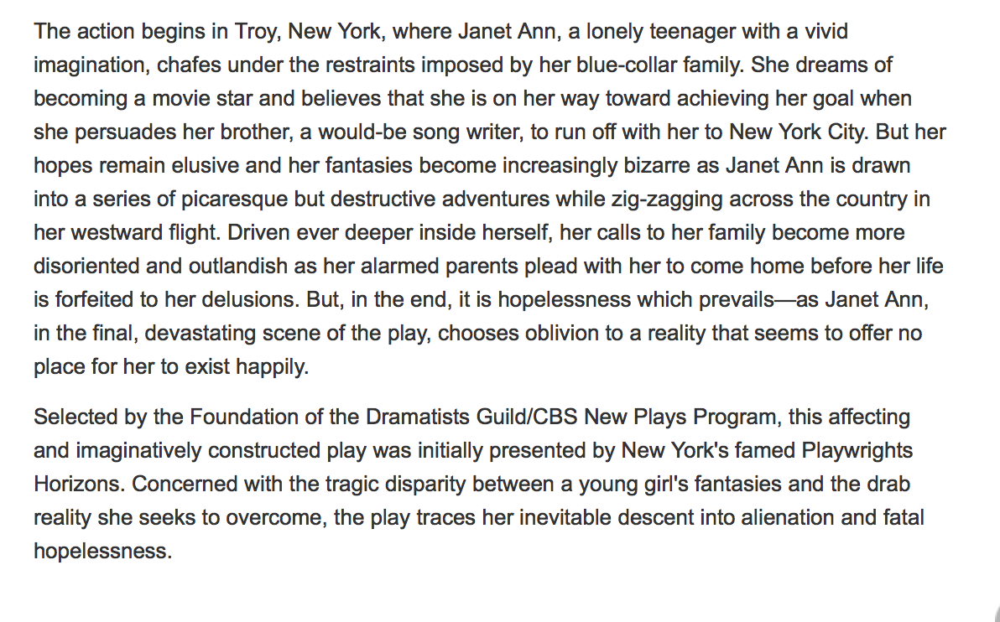 The action begins in Troy, New York, where Janet Ann, a lonely teenager with a vivid
imagination, chafes under the restraints imposed by her blue-collar family. She dreams of
becoming a movie star and believes that she is on her way toward achieving her goal when
she persuades her brother, a would-be song writer, to run off with her to New York City. But her
hopes remain elusive and her fantasies become increasingly bizarre as Janet Ann is drawn
into a series of picaresque but destructive adventures while zig-zagging across the country in
her westward flight. Driven ever deeper inside herself, her calls to her family become more
disoriented and outlandish as her alarmed parents plead with her to come home before her life
is forfeited to her delusions. But, in the end, it is hopelessness which prevails—as Janet Ann,
in the final, devastating scene of the play, chooses oblivion to a reality that seems to offer no
place for her to exist happily.
Selected by the Foundation of the Dramatists Guild/CBS New Plays Program, this affecting
and imaginatively constructed play was initially presented by New York's famed Playwrights
Horizons. Concerned with the tragic disparity between a young girl's fantasies and the drab
reality she seeks to overcome, the play traces her inevitable descent into alienation and fatal
hopelessness.